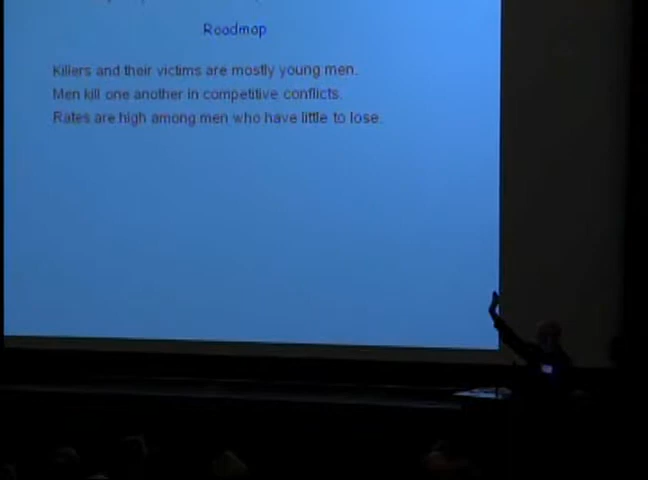 Roadmap
Killers and their victims are mostly young men.
Men kill one another in competitive conflicts.
Rates are high among men who have little to lose.